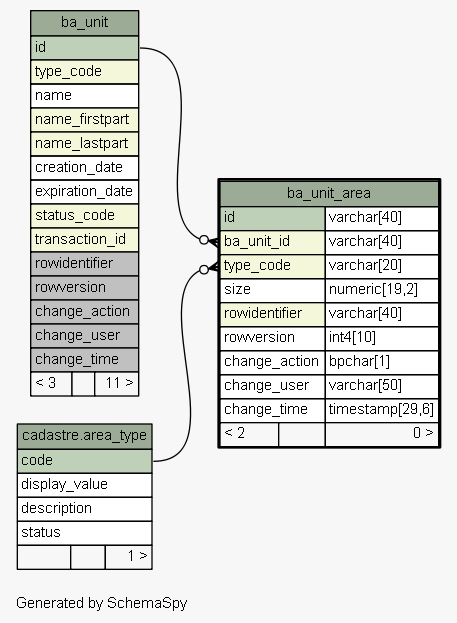 ba_unit
id
type_code
name
name_firstpart
name_lastpart
creation_date
expiration_date
status_code
transaction_id
rowidentifier
rowversion
change_action
change_user
change_time
< 3 11 >
ba_unit_area
id varchar[40]
ba_unit_id varchar[40]
type_code varchar[20]
size numeric[19,2]
rowidentifier varchar[40]
rowversion int4[10]
change_action bpchar[1]
change_user varchar[50]
change_time timestamp[29,6]
< 2 0 >
cadastre.area_type
code
display_value
description
status
1 >
Generated by SchemaSpy